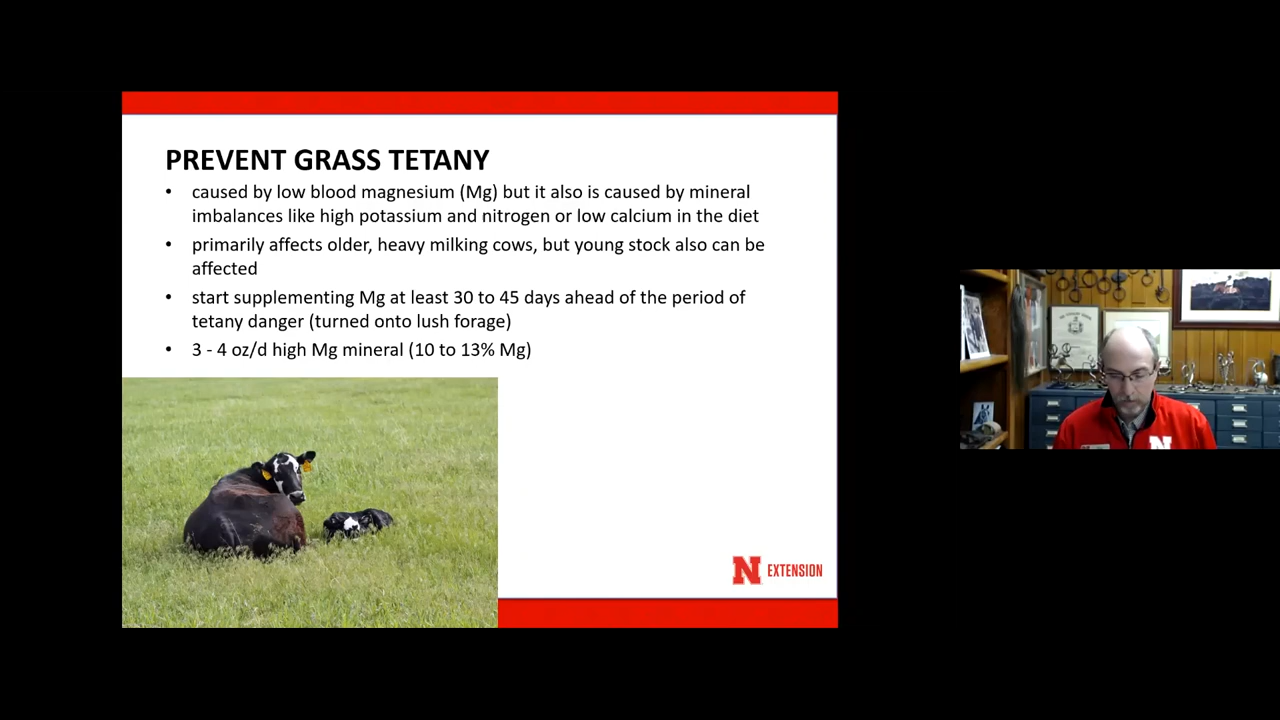 PREVENT GRASS TETANY
• caused by low blood magnesium (Mg) but it also is caused by mineral
imbalances like high potassium and nitrogen or low calcium in the diet
• primarily affects older, heavy milking cows, but young stock also can be
affected
• start supplementing Mg at least 30 to 45 days ahead of the period of
tetany danger (turned onto lush forage)
• 3 - 4 oz/d high Mg mineral (10 to 13% Mg)
N EXTENSION
N